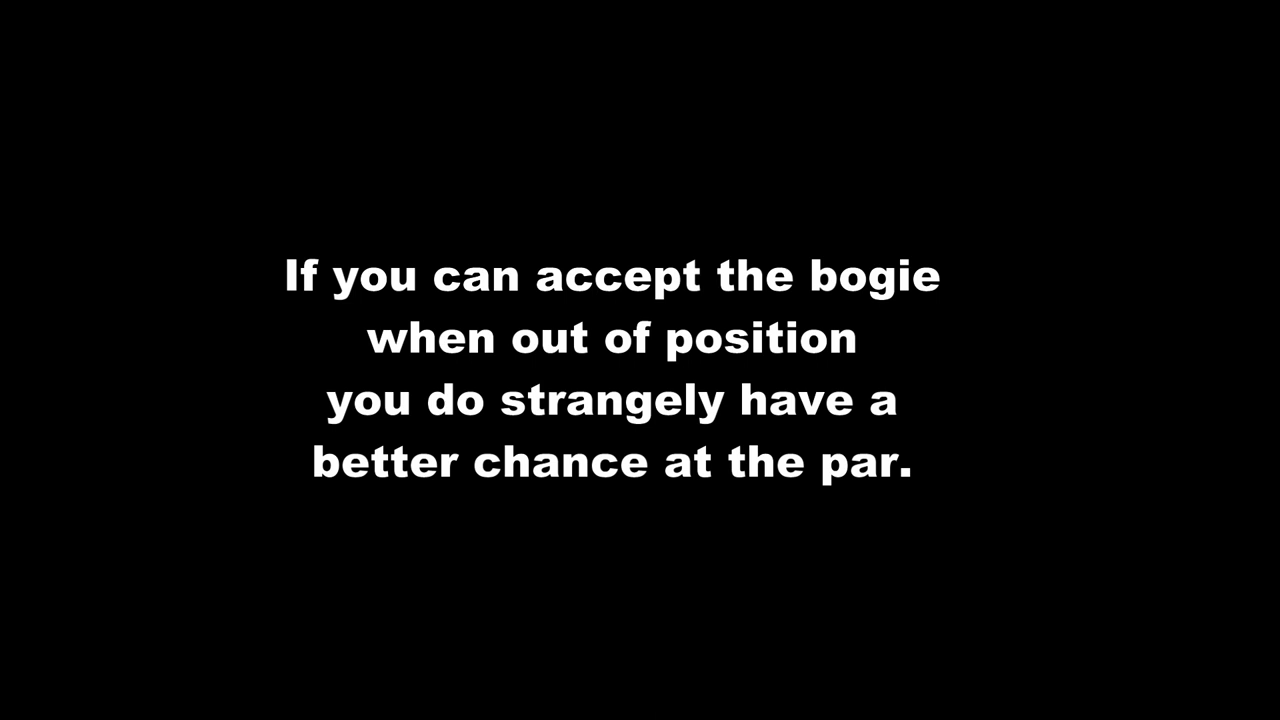 If you can accept the bogie
when out of position
you do strangely have a
better chance at the par.